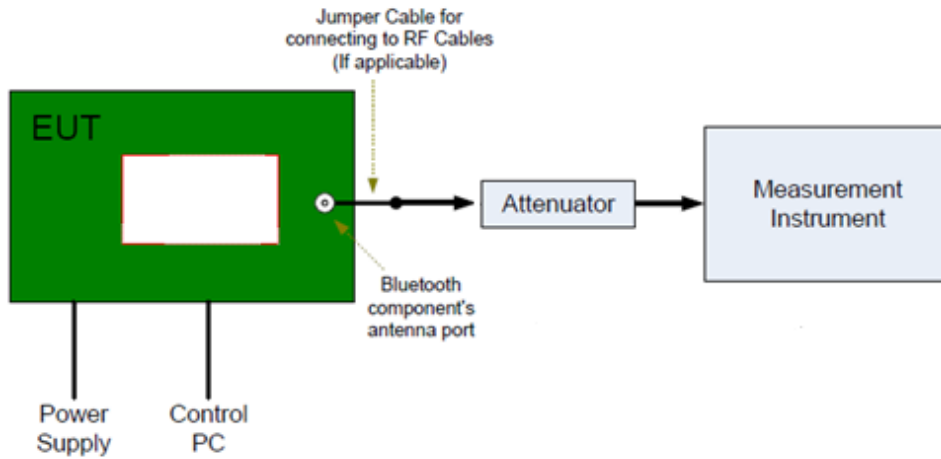 Jumper Cable for
connecting to RF Cables
(If applicable)
EUT
Attenuator
Measurement
Instrument
Bluetooth
component's
antenna port
Power
Supply
Control
PC